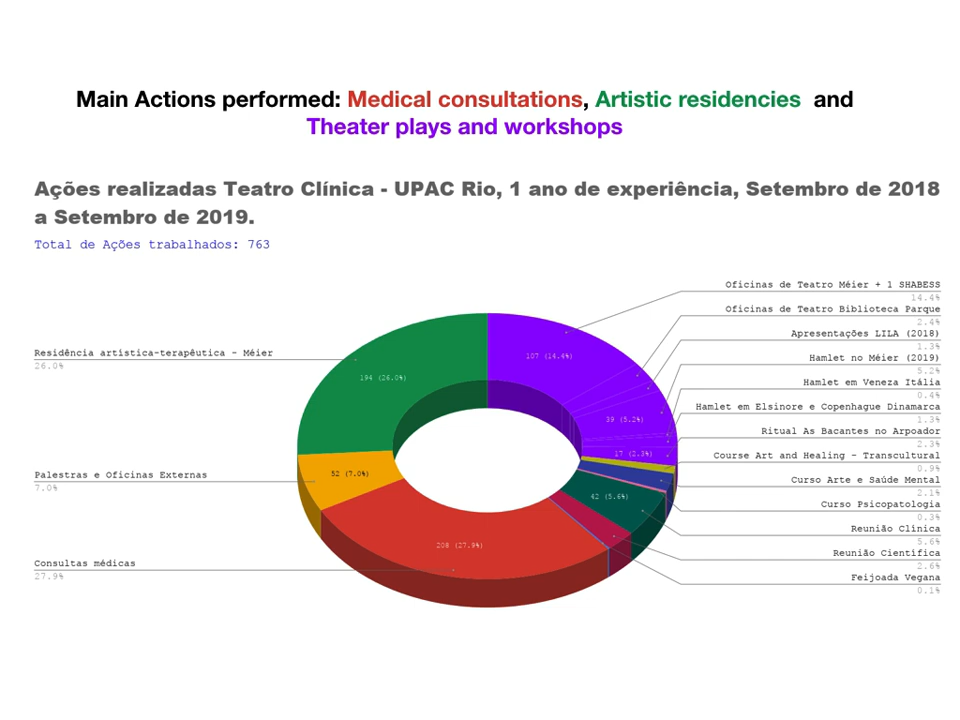 Main Actions performed: Medical consultations, Artistic residencies and
Theater plays and workshops
Ações realizadas Teatro Clínica - UPAC Rio, 1 ano de experiência, Setembro de 2018
a Setembro de 2019.
Total de Ações trabalhados: 763
Oficinas de Teatro Méier + 1 SHABESS
14.4%
Oficinas de Teatro Biblioteca Parque
2.4%
Apresentações LILA (2018)
1.3%
Hamlet no Méier (2019)
5.2%
Hamlet em Veneza Itália
0.4%
Hamlet em Elsinore e Copenhague Dinamarca
1.3%
Ritual As Bacantes no Arpoador
2.3%
Course Art and Healing - Transcultural
0.9%
Curso Arte e Saúde Mental
2.1%
Curso Psicopatologia
0.3%
Reunião Clínica
5.6%
Reunião Científica
2.6%
Feijoada Vegana
0.1%
Residência artistica-terapêutica - Méier
26.0%
Palestras e Oficinas Externas
7.0%
Consultas médicas
27.9%
107 (14.4%)
194 (26.0%)
39 (5.2%)
17 (2.3%)
52 (7.0%)
42 (5.6%)
208 (27.9%)